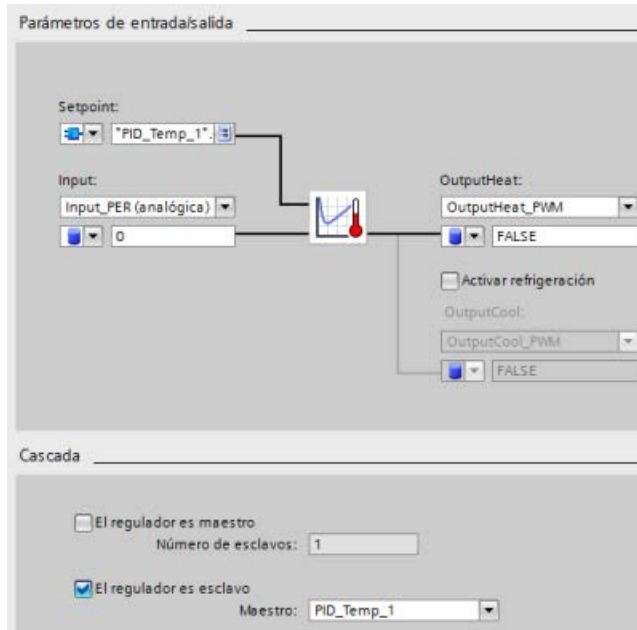 Parámetros de entrada/salida
Setpoint:
"PID_Temp_1".
Input:
Input_PER (analógica)
0
OutputHeat:
OutputHeat_PWM
FALSE
Activar refrigeración
OutputCool:
OutputCool_PWM
FALSE
Cascada
El regulador es maestro
Número de esclavos: 1
El regulador es esclavo
Maestro: PID_Temp_1